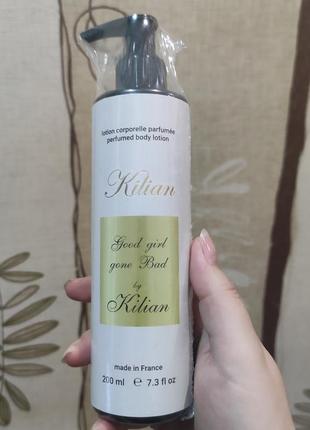 lotion corporelle parfumée
perfumed body lotion
Kilian
Good girl
gone Bad
by
Kilian
made in France
200 ml e 7.3 fl oz